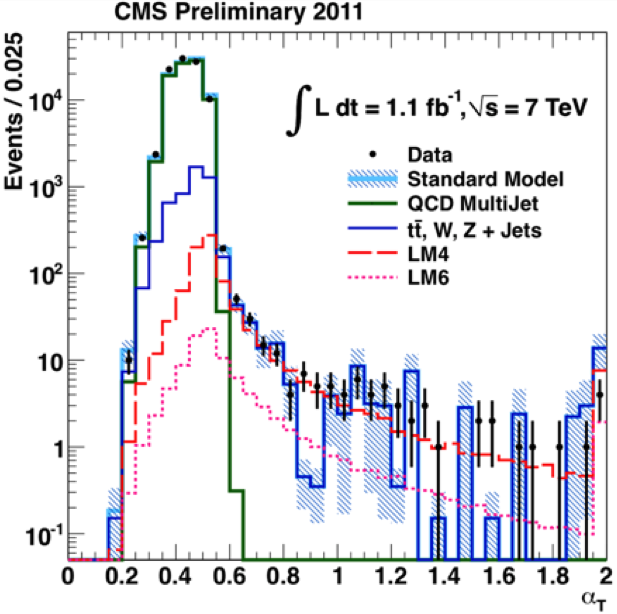 CMS Preliminary 2011
Events / 0.025
∫ L dt = 1.1 fb⁻¹, √s = 7 TeV
Data
Standard Model
QCD MultiJet
tt̄, W, Z + Jets
LM4
LM6
10⁴
10³
10²
10
1
10⁻¹
0 0.2 0.4 0.6 0.8 1 1.2 1.4 1.6 1.8 2
α_T